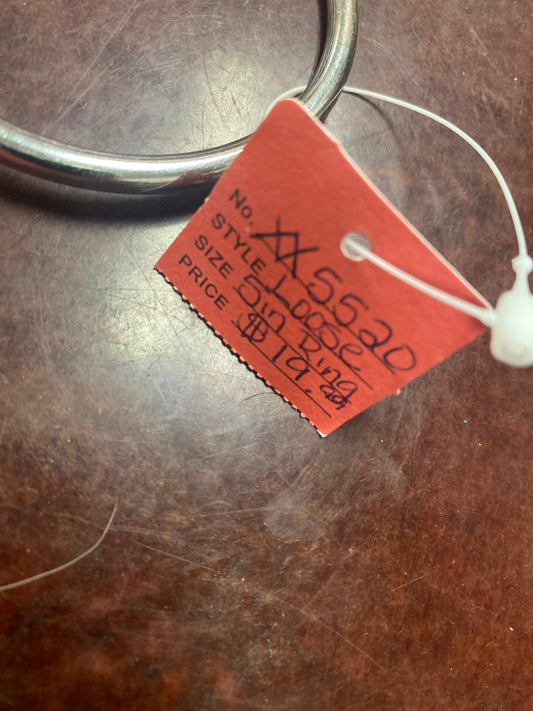 No. XX5520
STYLE Loose
SIZE 5in Ring
PRICE $19.99